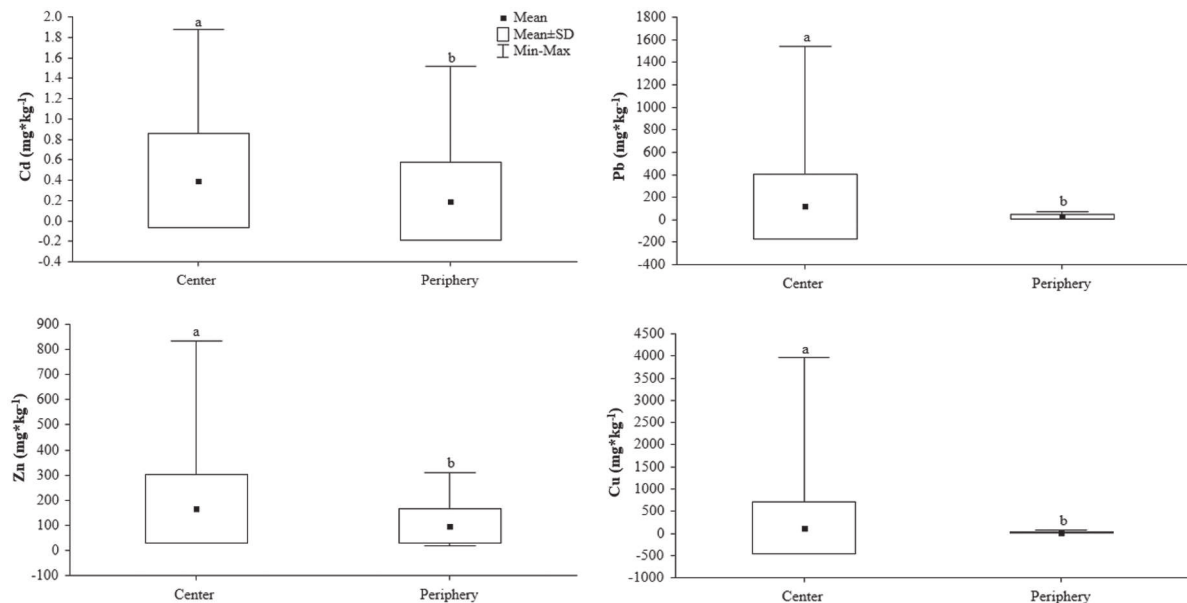 2.0
1.8
1.6
1.4
1.2
1.0
0.8
0.6
0.4
0.2
0.0
-0.2
-0.4
Cd (mg*kg-1)
a
b
Center
Periphery
Mean
Mean±SD
Min-Max
1800
1600
1400
1200
1000
800
600
400
200
0
-200
-400
Pb (mg*kg-1)
a
b
Center
Periphery
900
800
700
600
500
400
300
200
100
0
-100
Zn (mg*kg-1)
a
b
Center
Periphery
4500
4000
3500
3000
2500
2000
1500
1000
500
0
-500
-1000
Cu (mg*kg-1)
a
b
Center
Periphery